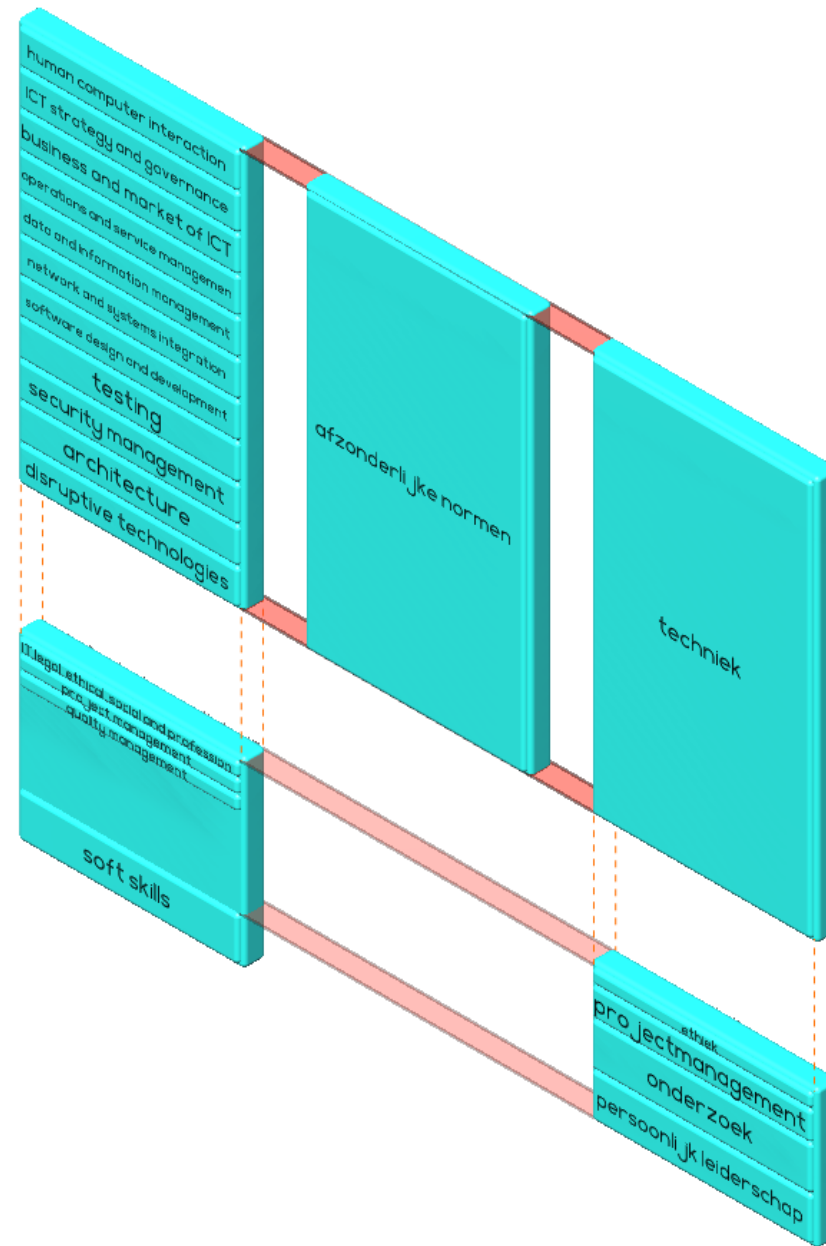 human computer interaction
ICT strategy and governance
business and market of ICT
operations and service managemen
data and information management
network and systems integration
software design and development
testing
security management
architecture
disruptive technologies
afzonderlijke normen
techniek
IT legal, ethical, social and profession
project management
quality management
soft skills
ethiek
projectmanagement
onderzoek
persoonlijk leiderschap